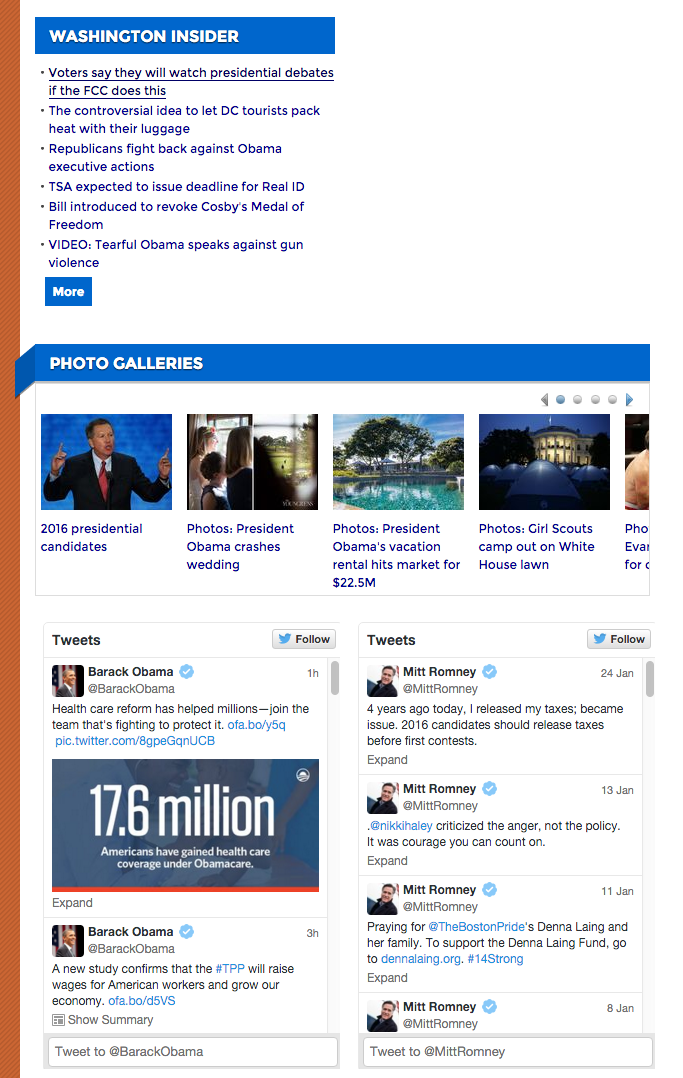 WASHINGTON INSIDER
Voters say they will watch presidential debates
if the FCC does this
The controversial idea to let DC tourists pack
heat with their luggage
Republicans fight back against Obama
executive actions
TSA expected to issue deadline for Real ID
Bill introduced to revoke Cosby's Medal of
Freedom
VIDEO: Tearful Obama speaks against gun
violence
More
PHOTO GALLERIES
2016 presidential
candidates
Photos: President
Obama crashes
wedding
Photos: President
Obama's vacation
rental hits market for
$22.5M
Photos: Girl Scouts
camp out on White
House lawn
Pho
Evan
for c
Tweets
Follow
Barack Obama
1h
@BarackObama
Health care reform has helped millions—join the
team that's fighting to protect it. ofa.bo/y5q
pic.twitter.com/8gpeGqnUCB
17.6 million
Americans have gained health care
coverage under Obamacare.
Expand
Barack Obama
3h
@BarackObama
A new study confirms that the #TPP will raise
wages for American workers and grow our
economy. ofa.bo/d5VS
Show Summary
Tweet to @BarackObama
Tweets
Follow
Mitt Romney
24 Jan
@MittRomney
4 years ago today, I released my taxes; became
issue. 2016 candidates should release taxes
before first contests.
Expand
Mitt Romney
13 Jan
@MittRomney
.@nikkihaley criticized the anger, not the policy.
It was courage you can count on.
Expand
Mitt Romney
11 Jan
@MittRomney
Praying for @TheBostonPride's Denna Laing and
her family. To support the Denna Laing Fund, go
to dennalaing.org. #14Strong
Expand
Mitt Romney
8 Jan
@MittRomney
Tweet to @MittRomney